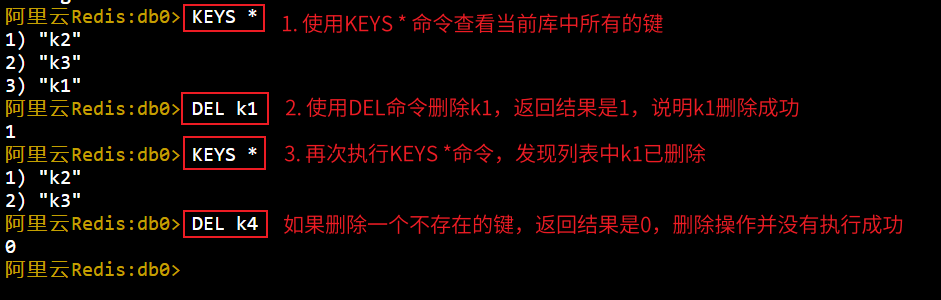 阿里云Redis:db0> KEYS * 1. 使用KEYS * 命令查看当前库中所有的键
1) "k2"
2) "k3"
3) "k1"
阿里云Redis:db0> DEL k1 2. 使用DEL命令删除k1，返回结果是1，说明k1删除成功
1
阿里云Redis:db0> KEYS * 3. 再次执行KEYS *命令，发现列表中k1已删除
1) "k2"
2) "k3"
阿里云Redis:db0> DEL k4 如果删除一个不存在的键，返回结果是0，删除操作并没有执行成功
0
阿里云Redis:db0>